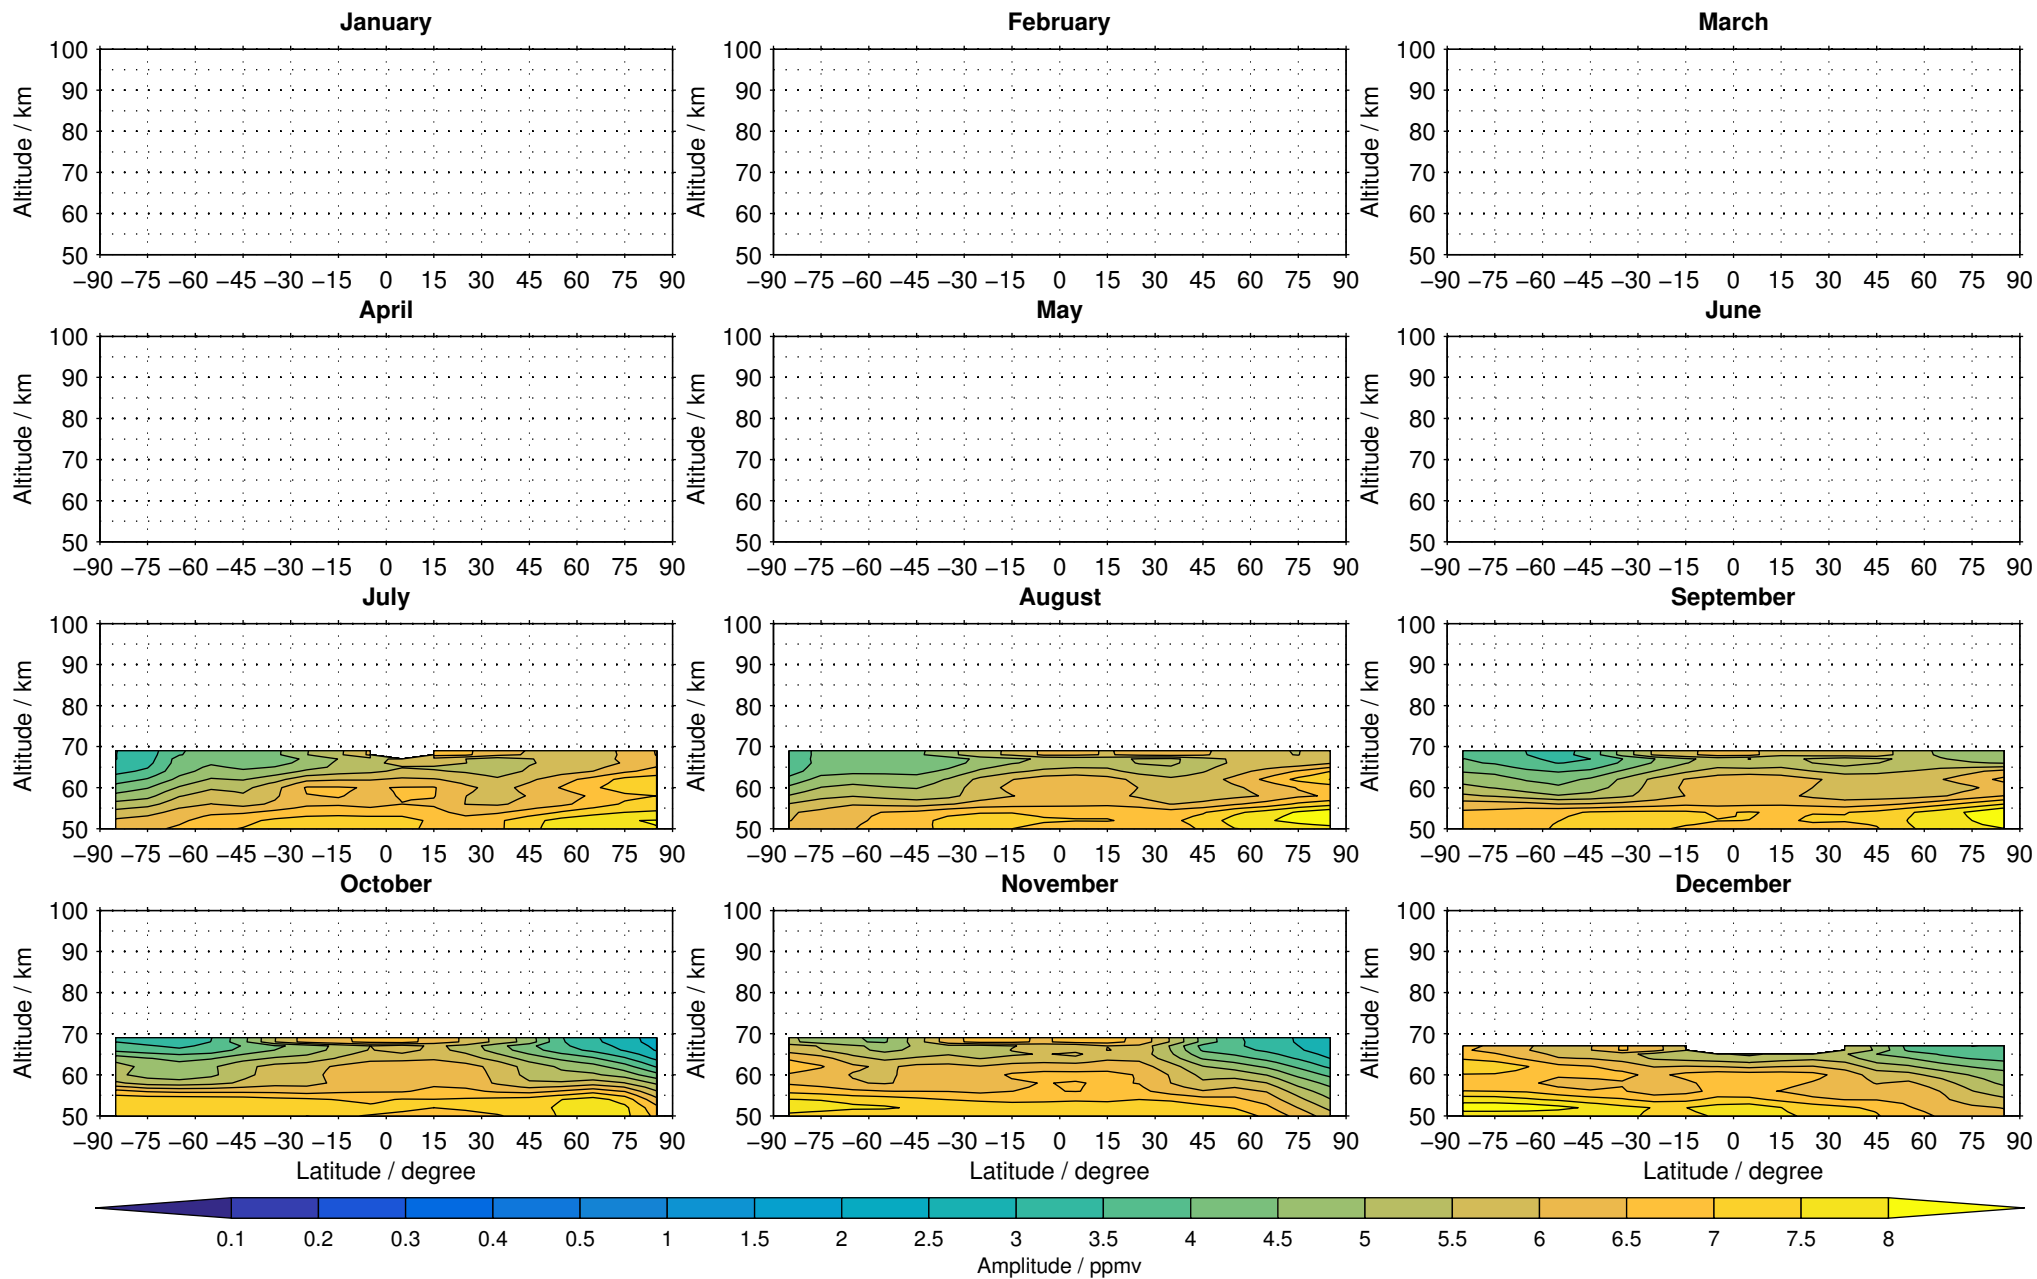 January February March
100 100 100
90 90 90
80 80 80
70 70 70
60 60 60
50 50 50
Altitude / km Altitude / km Altitude / km
−90 −75 −60 −45 −30 −15 0 15 30 45 60 75 90 −90 −75 −60 −45 −30 −15 0 15 30 45 60 75 90 −90 −75 −60 −45 −30 −15 0 15 30 45 60 75 90
April May June
100 100 100
90 90 90
80 80 80
70 70 70
60 60 60
50 50 50
Altitude / km Altitude / km Altitude / km
−90 −75 −60 −45 −30 −15 0 15 30 45 60 75 90 −90 −75 −60 −45 −30 −15 0 15 30 45 60 75 90 −90 −75 −60 −45 −30 −15 0 15 30 45 60 75 90
July August September
100 100 100
90 90 90
80 80 80
70 70 70
60 60 60
50 50 50
Altitude / km Altitude / km Altitude / km
−90 −75 −60 −45 −30 −15 0 15 30 45 60 75 90 −90 −75 −60 −45 −30 −15 0 15 30 45 60 75 90 −90 −75 −60 −45 −30 −15 0 15 30 45 60 75 90
October November December
100 100 100
90 90 90
80 80 80
70 70 70
60 60 60
50 50 50
Altitude / km Altitude / km Altitude / km
−90 −75 −60 −45 −30 −15 0 15 30 45 60 75 90 −90 −75 −60 −45 −30 −15 0 15 30 45 60 75 90 −90 −75 −60 −45 −30 −15 0 15 30 45 60 75 90
Latitude / degree Latitude / degree Latitude / degree
0.1 0.2 0.3 0.4 0.5 1 1.5 2 2.5 3 3.5 4 4.5 5 5.5 6 6.5 7 7.5 8
Amplitude / ppmv